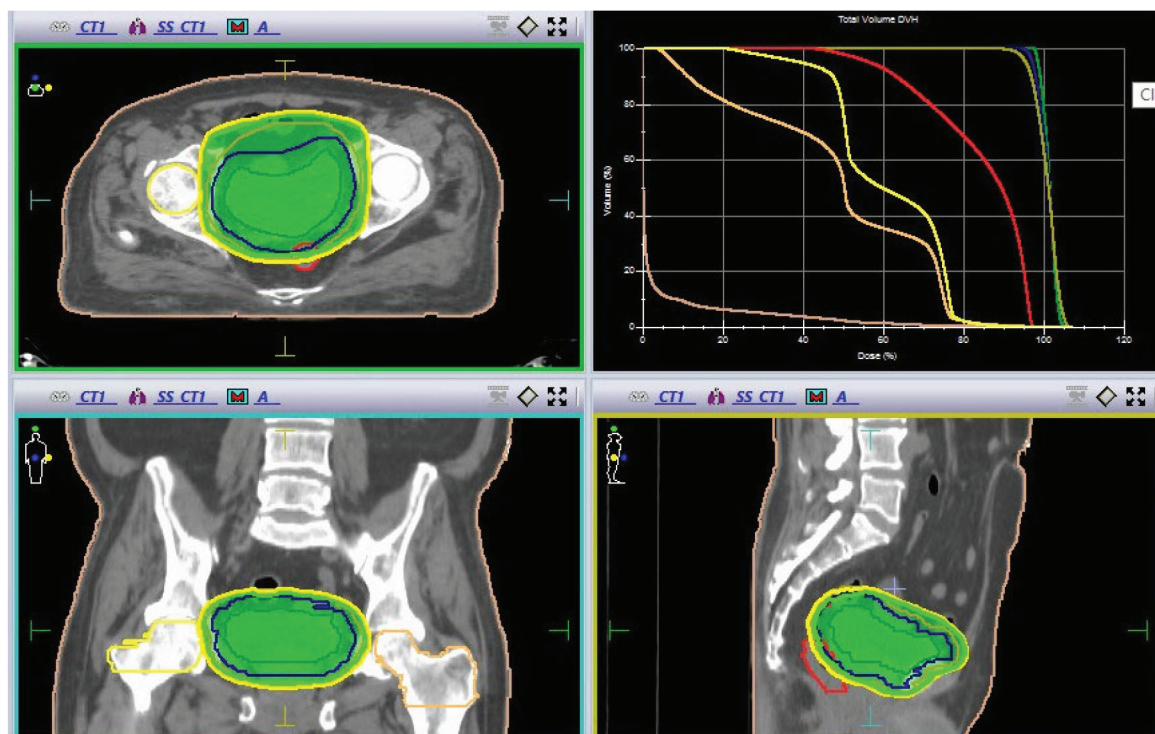 CT1 SS CT1 A
Total Volume DVH
Volume (%)
100
80
60
40
20
0
0 20 40 60 80 100 120
Dose (%)
Cl
CT1 SS CT1 A
CT1 SS CT1 A